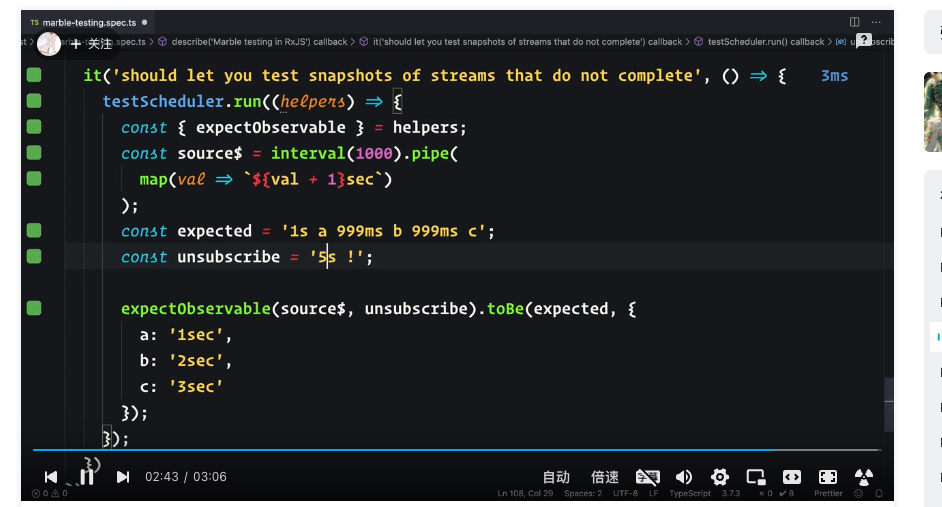 TS marble-testing.spec.ts ●
+ 关注 .spec.ts > describe('Marble testing in RxJS') callback > it('should let you test snapshots of streams that do not complete') callback > testScheduler.run() callback >
it('should let you test snapshots of streams that do not complete', () => { 3ms
testScheduler.run((helpers) => {
const { expectObservable } = helpers;
const source$ = interval(1000).pipe(
map(val => `${val + 1}sec`)
);
const expected = '1s a 999ms b 999ms c';
const unsubscribe = '5s !';
expectObservable(source$, unsubscribe).toBe(expected, {
a: '1sec',
b: '2sec',
c: '3sec'
});
});
})
02:43 / 03:06 自动 倍速
0 0 Ln 108, Col 29 Spaces: 2 UTF-8 LF TypeScript 3.7.3 × 0 ✓ 8 Prettier